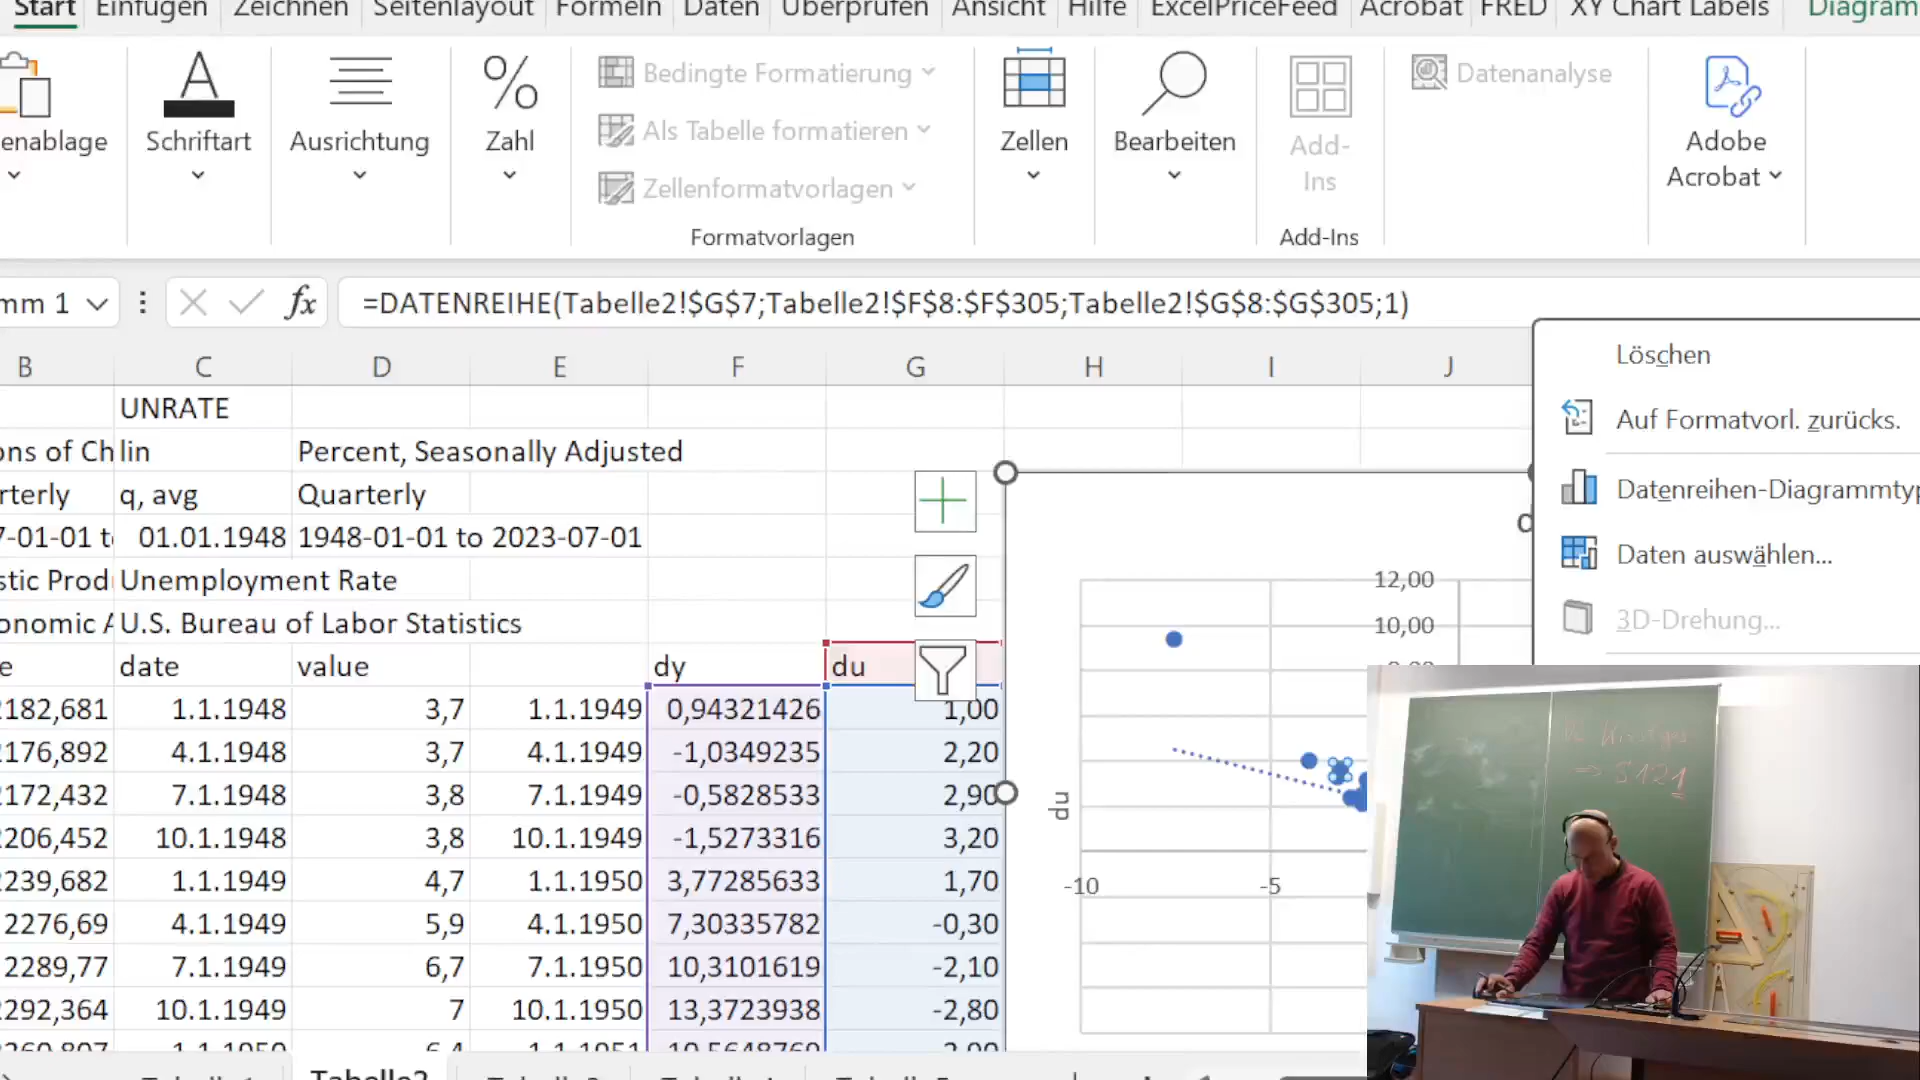 Start Einfügen Zeichnen Seitenlayout Formeln Daten Überprüfen Ansicht Hilfe ExcelPriceFeed Acrobat FRED XY Chart Labels Diagram
enablage
Schriftart
Ausrichtung
Zahl
Bedingte Formatierung
Als Tabelle formatieren
Zellenformatvorlagen
Formatvorlagen
Zellen
Bearbeiten
Add-
Ins
Add-Ins
Datenanalyse
Adobe
Acrobat
mm 1
fx
=DATENREIHE(Tabelle2!$G$7;Tabelle2!$F$8:$F$305;Tabelle2!$G$8:$G$305;1)
B C D E F G H I J
UNRATE
ons of Ch lin Percent, Seasonally Adjusted
rterly q, avg Quarterly
7-01-01 to 01.01.1948 1948-01-01 to 2023-07-01
stic Prod Unemployment Rate
onomic A U.S. Bureau of Labor Statistics
e date value dy du
2182,681 1.1.1948 3,7 1.1.1949 0,94321426 1,00
2176,892 4.1.1948 3,7 4.1.1949 -1,0349235 2,20
2172,432 7.1.1948 3,8 7.1.1949 -0,5828533 2,90
2206,452 10.1.1948 3,8 10.1.1949 -1,5273316 3,20
2239,682 1.1.1949 4,7 1.1.1950 3,77285633 1,70
2276,69 4.1.1949 5,9 4.1.1950 7,30335782 -0,30
2289,77 7.1.1949 6,7 7.1.1950 10,3101619 -2,10
2292,364 10.1.1949 7 10.1.1950 13,3723938 -2,80
Tabelle2
12,00
10,00
du
-10
-5
Löschen
Auf Formatvorl. zurücks.
Datenreihen-Diagrammtyp
Daten auswählen...
3D-Drehung...